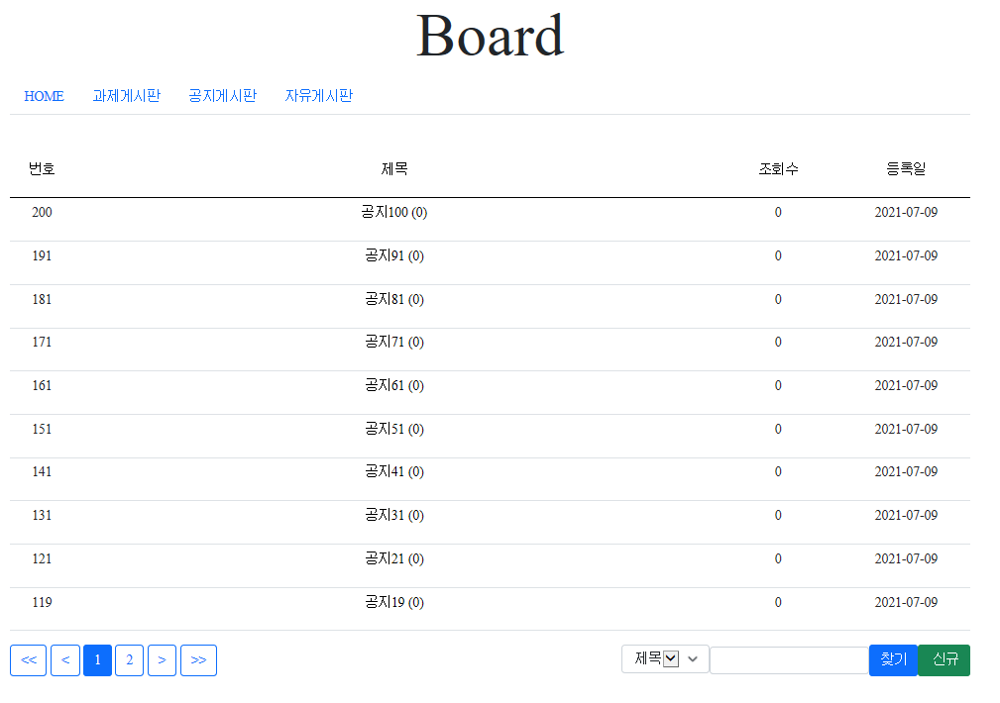 Board
HOME 과제게시판 공지게시판 자유게시판
번호 제목 조회수 등록일
200 공지100 (0) 0 2021-07-09
191 공지91 (0) 0 2021-07-09
181 공지81 (0) 0 2021-07-09
171 공지71 (0) 0 2021-07-09
161 공지61 (0) 0 2021-07-09
151 공지51 (0) 0 2021-07-09
141 공지41 (0) 0 2021-07-09
131 공지31 (0) 0 2021-07-09
121 공지21 (0) 0 2021-07-09
119 공지19 (0) 0 2021-07-09
<< < 1 2 > >> 제목 찾기 신규